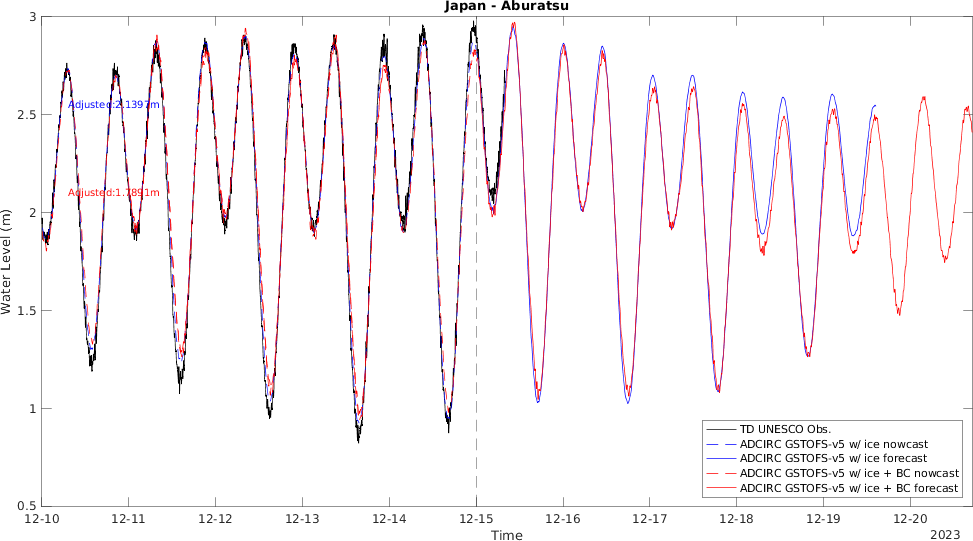 Japan - Aburatsu
3
2.5
2
1.5
1
0.5
Water Level (m)
Adjusted:2.1397m
Adjusted:1.7891m
TD UNESCO Obs.
ADCIRC GSTOFS-v5 w/ ice nowcast
ADCIRC GSTOFS-v5 w/ ice forecast
ADCIRC GSTOFS-v5 w/ ice + BC nowcast
ADCIRC GSTOFS-v5 w/ ice + BC forecast
12-10 12-11 12-12 12-13 12-14 12-15 12-16 12-17 12-18 12-19 12-20
Time
2023